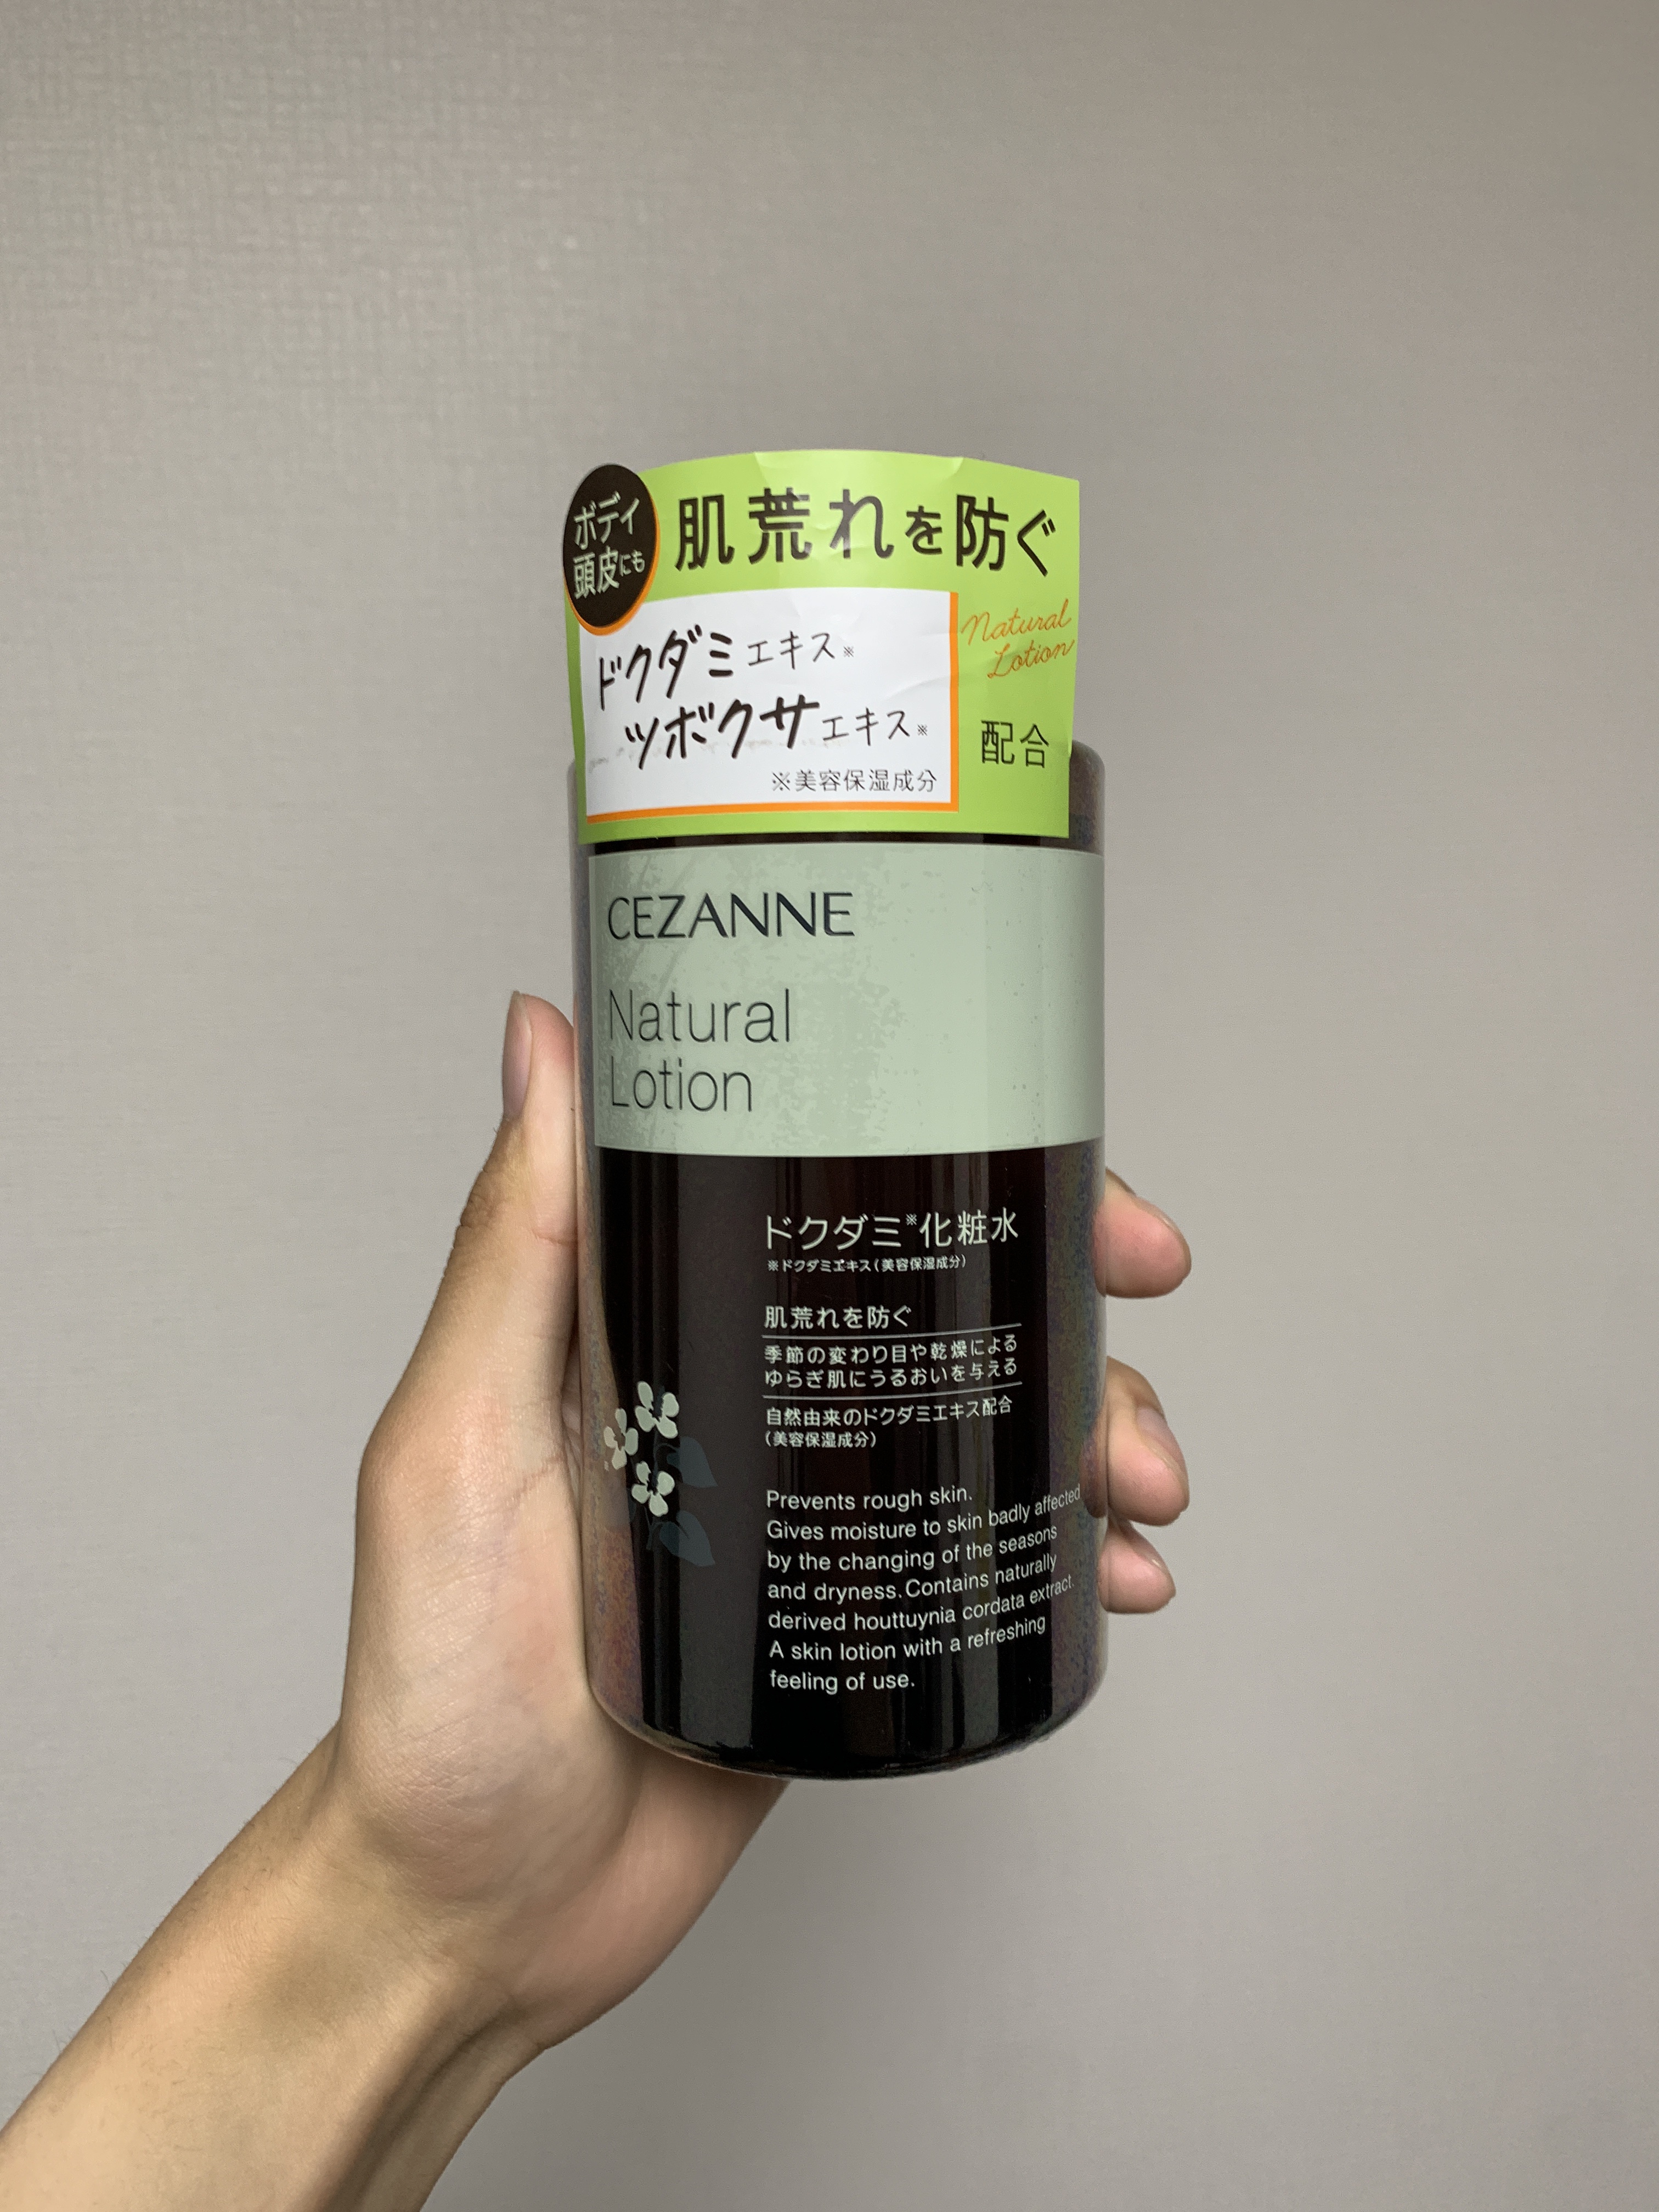 ボディ
頭皮にも
肌荒れを防ぐ
ドクダミエキス※
ツボクサエキス※
※美容保湿成分
Natural
Lotion
配合
CEZANNE
Natural
Lotion
ドクダミ※化粧水
※ドクダミエキス(美容保湿成分)
肌荒れを防ぐ
季節の変わり目や乾燥による
ゆらぎ肌にうるおいを与える
自然由来のドクダミエキス配合
(美容保湿成分)
Prevents rough skin.
Gives moisture to skin badly affected
by the changing of the seasons
and dryness.Contains naturally
derived houttuynia cordata extract.
A skin lotion with a refreshing
feeling of use.